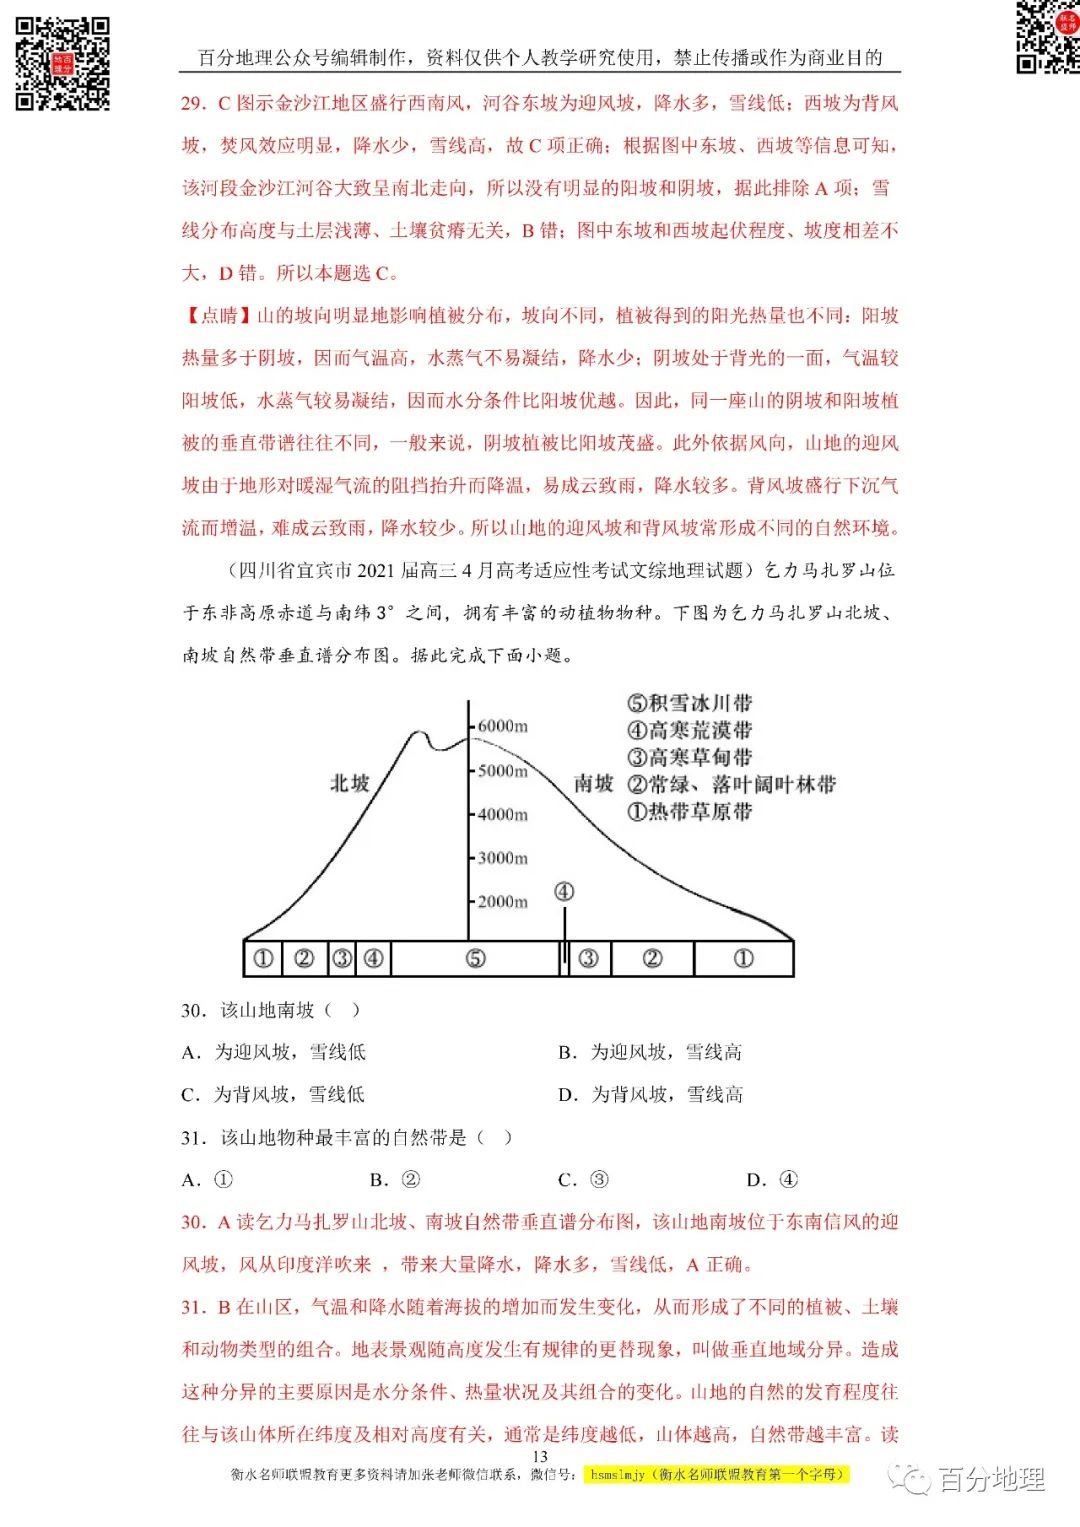 百分地理公众号编辑制作，资料仅供个人教学研究使用，禁止传播或作为商业目的
29．C 图示金沙江地区盛行西南风，河谷东坡为迎风坡，降水多，雪线低；西坡为背风
坡，焚风效应明显，降水少，雪线高，故 C 项正确；根据图中东坡、西坡等信息可知，
该河段金沙江河谷大致呈南北走向，所以没有明显的阳坡和阴坡，据此排除 A 项；雪
线分布高度与土层浅薄、土壤贫瘠无关，B 错；图中东坡和西坡起伏程度、坡度相差不
大，D 错。所以本题选 C。
【点睛】山的坡向明显地影响植被分布，坡向不同，植被得到的阳光热量也不同：阳坡
热量多于阴坡，因而气温高，水蒸气不易凝结，降水少；阴坡处于背光的一面，气温较
阳坡低，水蒸气较易凝结，因而水分条件比阳坡优越。因此，同一座山的阴坡和阳坡植
被的垂直带谱往往不同，一般来说，阴坡植被比阳坡茂盛。此外依据风向，山地的迎风
坡由于地形对暖湿气流的阻挡抬升而降温，易成云致雨，降水较多。背风坡盛行下沉气
流而增温，难成云致雨，降水较少。所以山地的迎风坡和背风坡常形成不同的自然环境。
（四川省宜宾市 2021 届高三 4 月高考适应性考试文综地理试题）乞力马扎罗山位
于东非高原赤道与南纬 3°之间，拥有丰富的动植物物种。下图为乞力马扎罗山北坡、
南坡自然带垂直谱分布图。据此完成下面小题。
⑤积雪冰川带
④高寒荒漠带
③高寒草甸带
②常绿、落叶阔叶林带
①热带草原带
6000m
5000m
4000m
3000m
2000m
北坡
南坡
④
① ② ③ ④ ⑤ ③ ② ①
30．该山地南坡（ ）
A．为迎风坡，雪线低 B．为迎风坡，雪线高
C．为背风坡，雪线低 D．为背风坡，雪线高
31．该山地物种最丰富的自然带是（ ）
A．① B．② C．③ D．④
30．A 读乞力马扎罗山北坡、南坡自然带垂直谱分布图，该山地南坡位于东南信风的迎
风坡，风从印度洋吹来 ，带来大量降水，降水多，雪线低，A 正确。
31．B 在山区，气温和降水随着海拔的增加而发生变化，从而形成了不同的植被、土壤
和动物类型的组合。地表景观随高度发生有规律的更替现象，叫做垂直地域分异。造成
这种分异的主要原因是水分条件、热量状况及其组合的变化。山地的自然的发育程度往
往与该山体所在纬度及相对高度有关，通常是纬度越低，山体越高，自然带越丰富。读
13
衡水名师联盟教育更多资料请加张老师微信联系，微信号： hsmslmjy（衡水名师联盟教育第一个字母）
百分地理